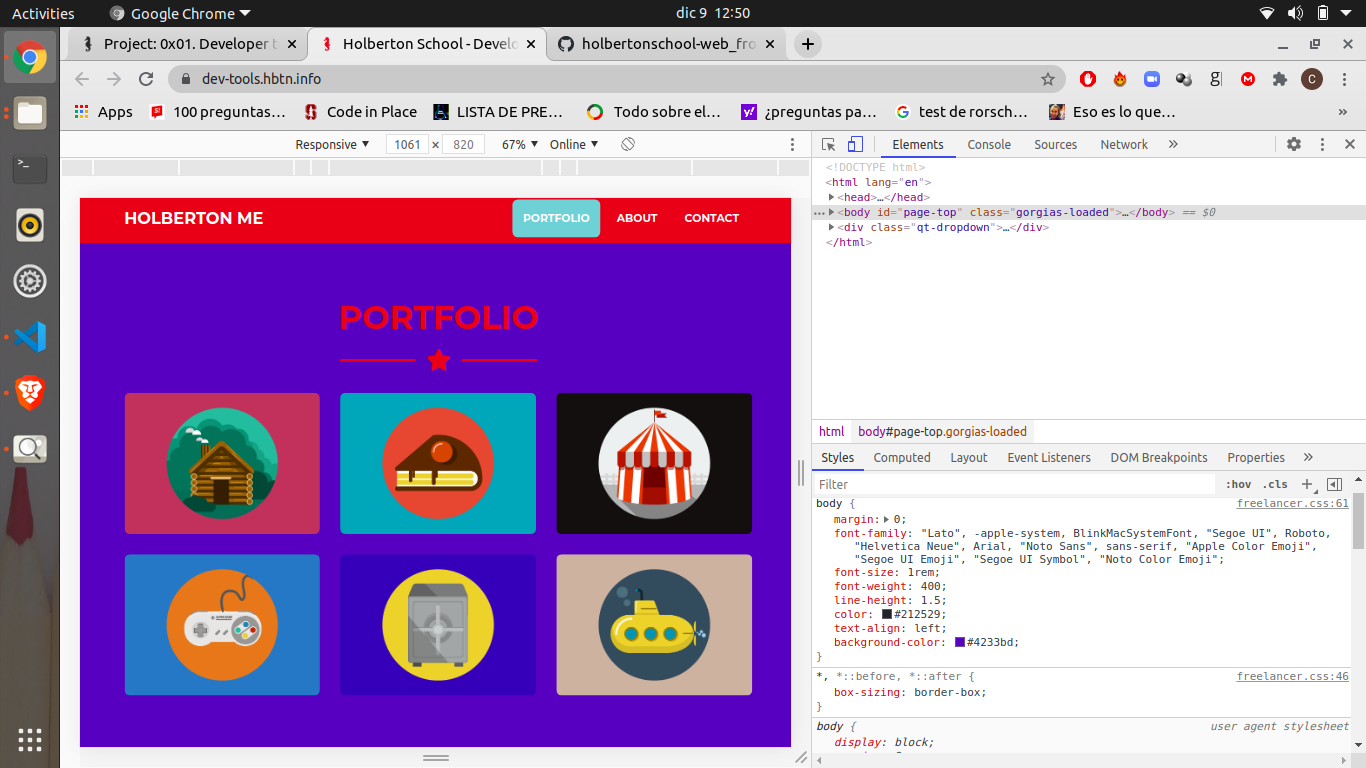 Activities Google Chrome dic 9 12:50
Project: 0x01. Developer t Holberton School - Develo holbertonschool-web_fro
dev-tools.hbtn.info C
Apps 100 preguntas… Code in Place LISTA DE PRE… Todo sobre el… ¿preguntas pa… test de rorsch… Eso es lo que… »
Responsive 1061 × 820 67% Online
Elements Console Sources Network »
<!DOCTYPE html>
<html lang="en">
<head>…</head>
<body id="page-top" class="gorgias-loaded">…</body> == $0
<div class="qt-dropdown">…</div>
</html>
HOLBERTON ME PORTFOLIO ABOUT CONTACT
PORTFOLIO
html body#page-top.gorgias-loaded
Styles Computed Layout Event Listeners DOM Breakpoints Properties »
Filter :hov .cls +
body { freelancer.css:61
margin: 0;
font-family: "Lato", -apple-system, BlinkMacSystemFont, "Segoe UI", Roboto,
"Helvetica Neue", Arial, "Noto Sans", sans-serif, "Apple Color Emoji",
"Segoe UI Emoji", "Segoe UI Symbol", "Noto Color Emoji";
font-size: 1rem;
font-weight: 400;
line-height: 1.5;
color: #212529;
text-align: left;
background-color: #4233bd;
}
*, *::before, *::after { freelancer.css:46
box-sizing: border-box;
}
body { user agent stylesheet
display: block;